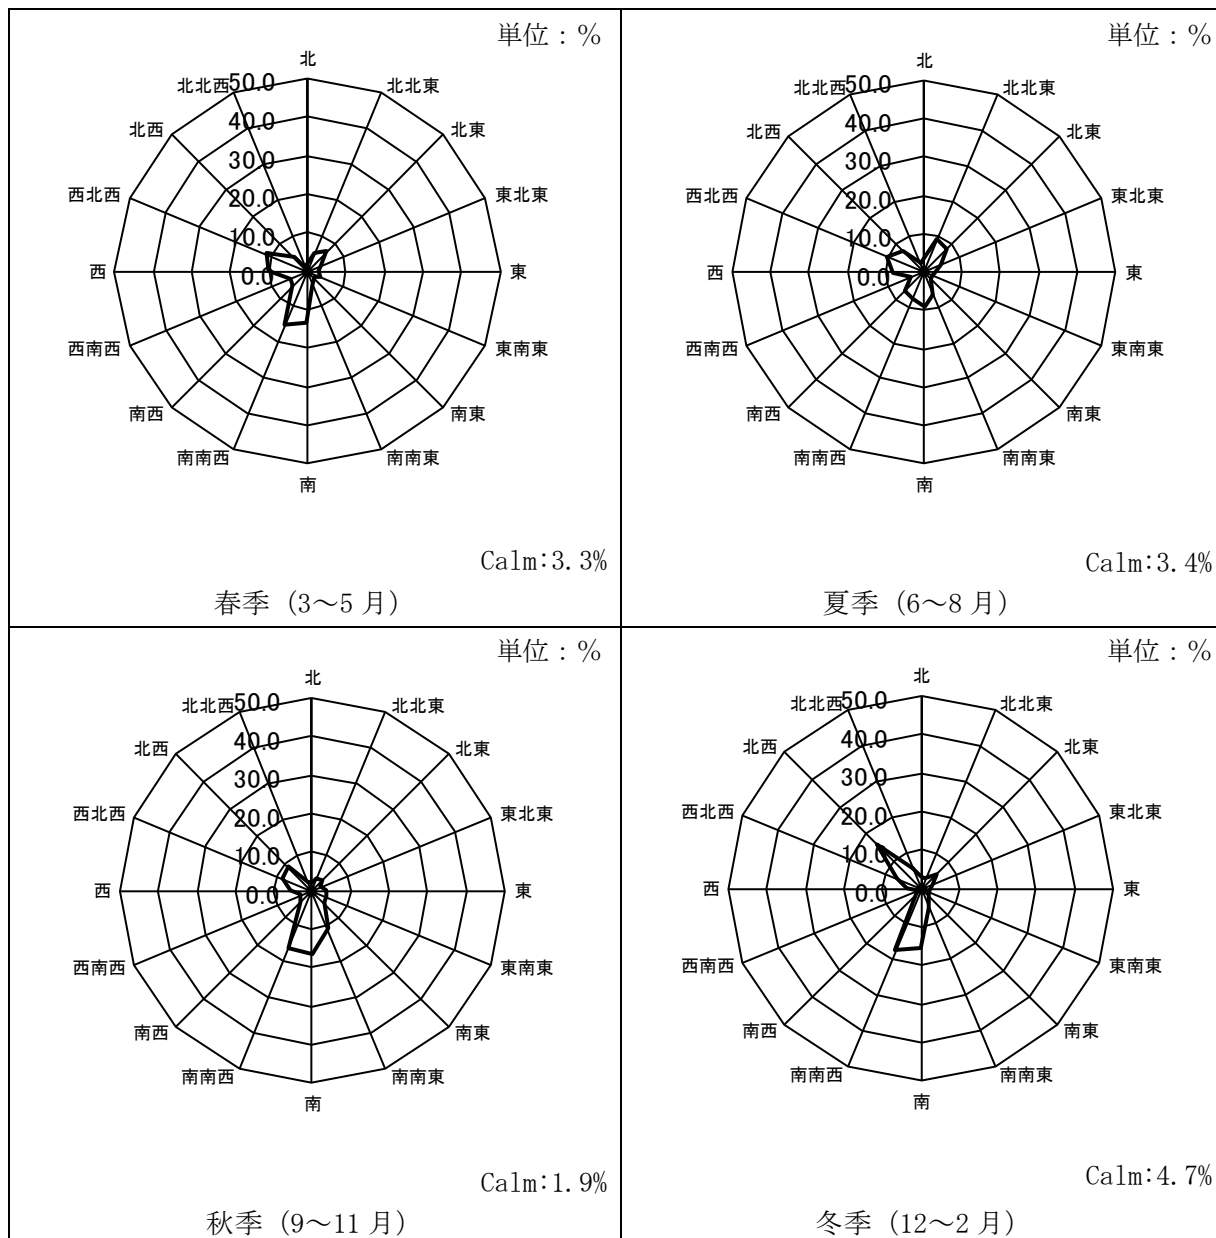 単位：％
北
北北東
北東
東北東
東
東南東
南東
南南東
南
南南西
南西
西南西
西
西北西
北西
北北西
50.0
40.0
30.0
20.0
10.0
0.0
Calm:3.3%
春季（3～5 月）
単位：％
北
北北東
北東
東北東
東
東南東
南東
南南東
南
南南西
南西
西南西
西
西北西
北西
北北西
50.0
40.0
30.0
20.0
10.0
0.0
Calm:3.4%
夏季（6～8 月）
単位：％
北
北北東
北東
東北東
東
東南東
南東
南南東
南
南南西
南西
西南西
西
西北西
北西
北北西
50.0
40.0
30.0
20.0
10.0
0.0
Calm:1.9%
秋季（9～11 月）
単位：％
北
北北東
北東
東北東
東
東南東
南東
南南東
南
南南西
南西
西南西
西
西北西
北西
北北西
50.0
40.0
30.0
20.0
10.0
0.0
Calm:4.7%
冬季（12～2 月）